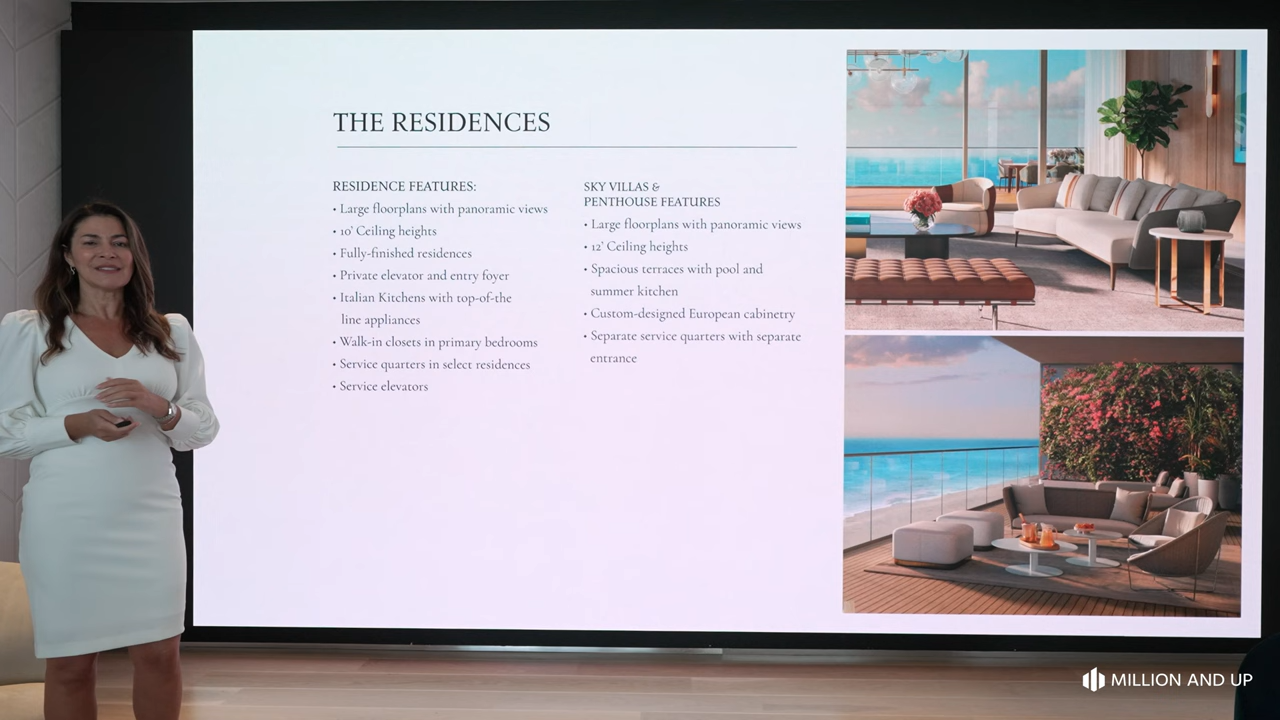 THE RESIDENCES
RESIDENCE FEATURES:
• Large floorplans with panoramic views
• 10' Ceiling heights
• Fully-finished residences
• Private elevator and entry foyer
• Italian Kitchens with top-of-the
line appliances
• Walk-in closets in primary bedrooms
• Service quarters in select residences
• Service elevators
SKY VILLAS &
PENTHOUSE FEATURES
• Large floorplans with panoramic views
• 12' Ceiling heights
• Spacious terraces with pool and
summer kitchen
• Custom-designed European cabinetry
• Separate service quarters with separate
entrance
MILLION AND UP